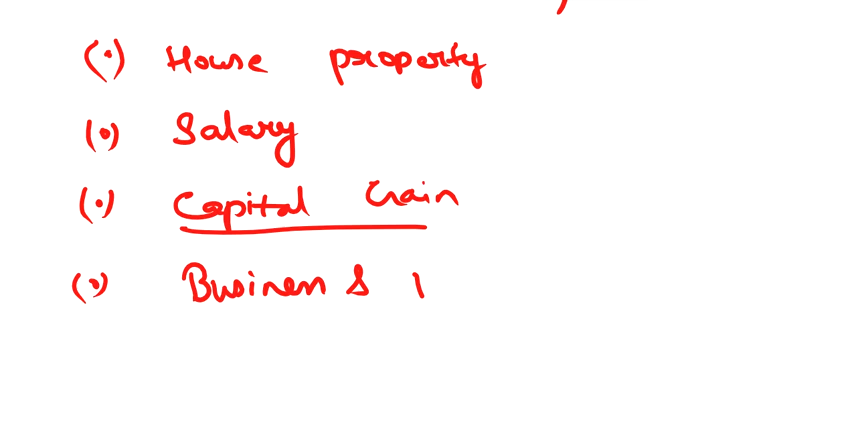 (•) House property
(•) Salary
(•) Capital Gain
(•) Business &